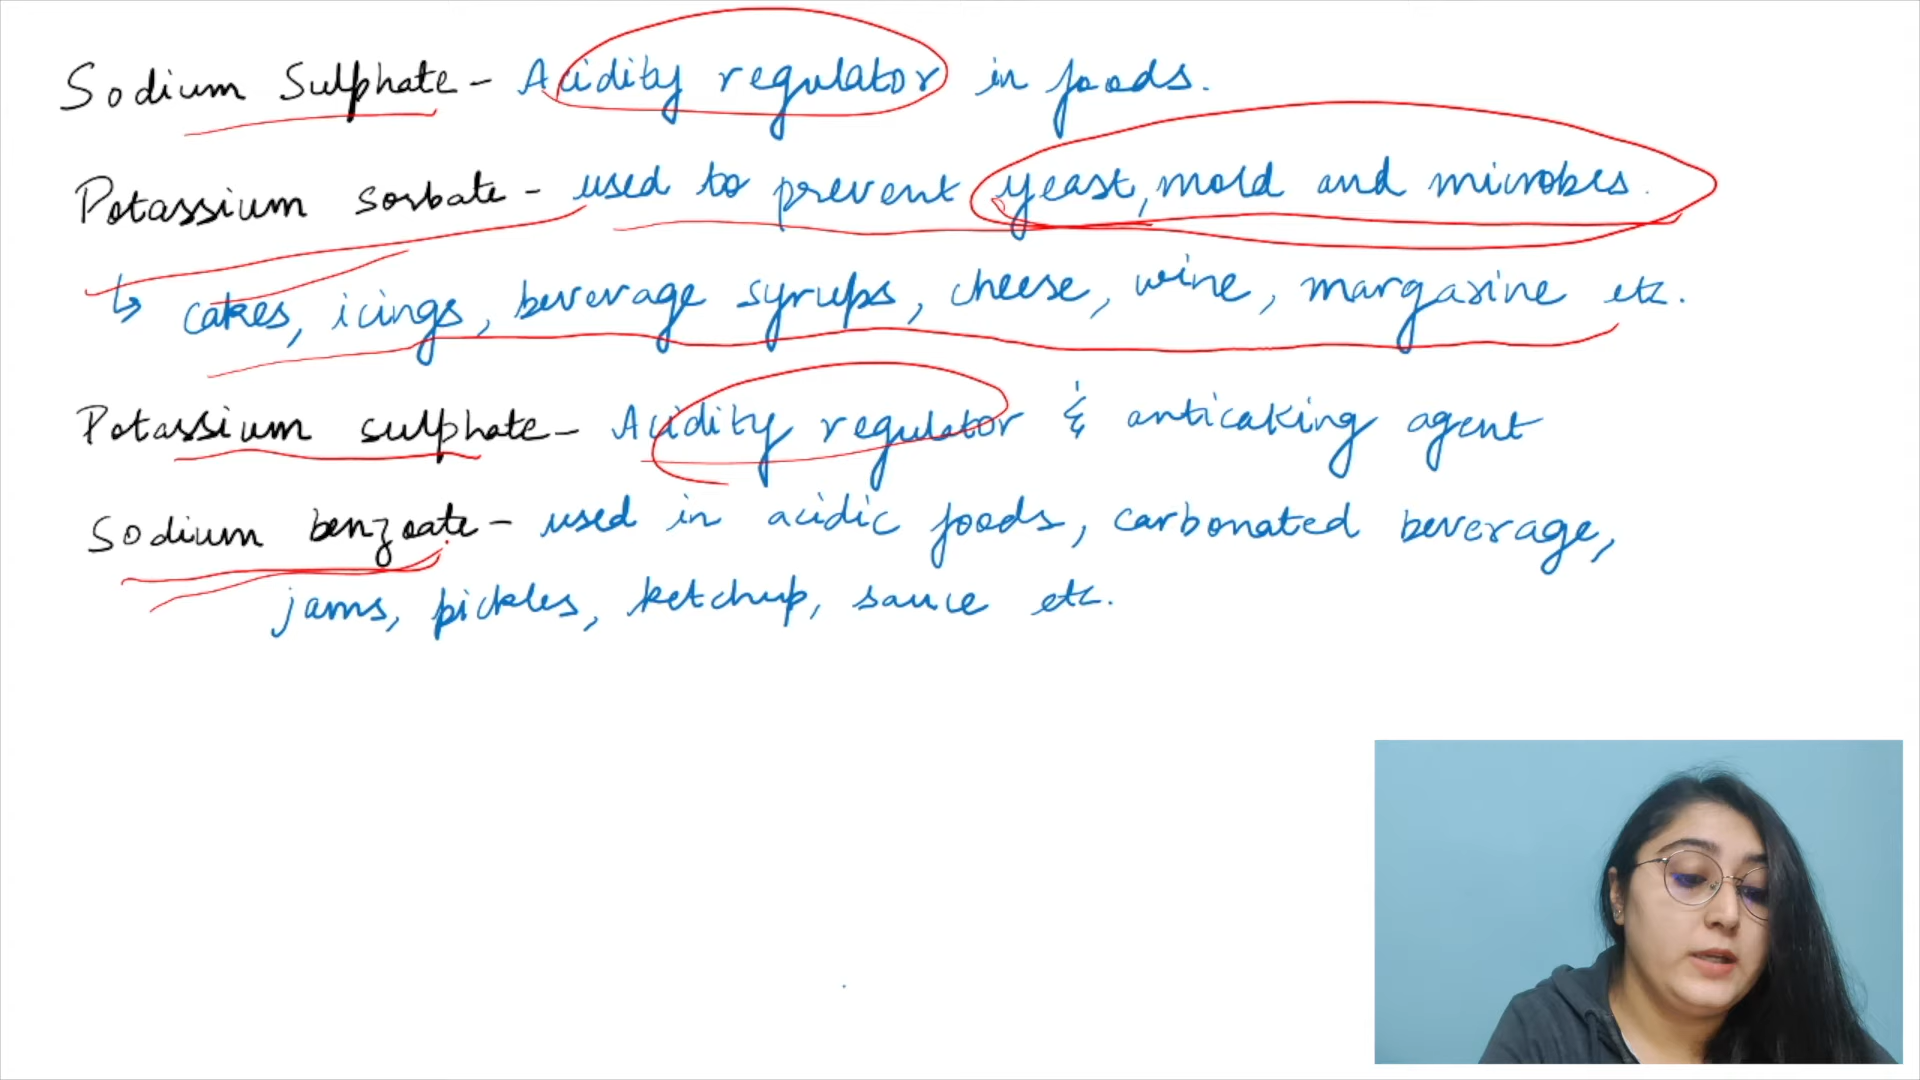 Sodium Sulphate - Acidity regulator in foods.
Potassium sorbate - used to prevent yeast, mold and microbes.
↳ cakes, icings, beverage syrups, cheese, wine, margarine etc.
Potassium sulphate - Acidity regulator & anticaking agent
Sodium benzoate - used in acidic foods, carbonated beverage,
jams, pickles, ketchup, sauce etc.